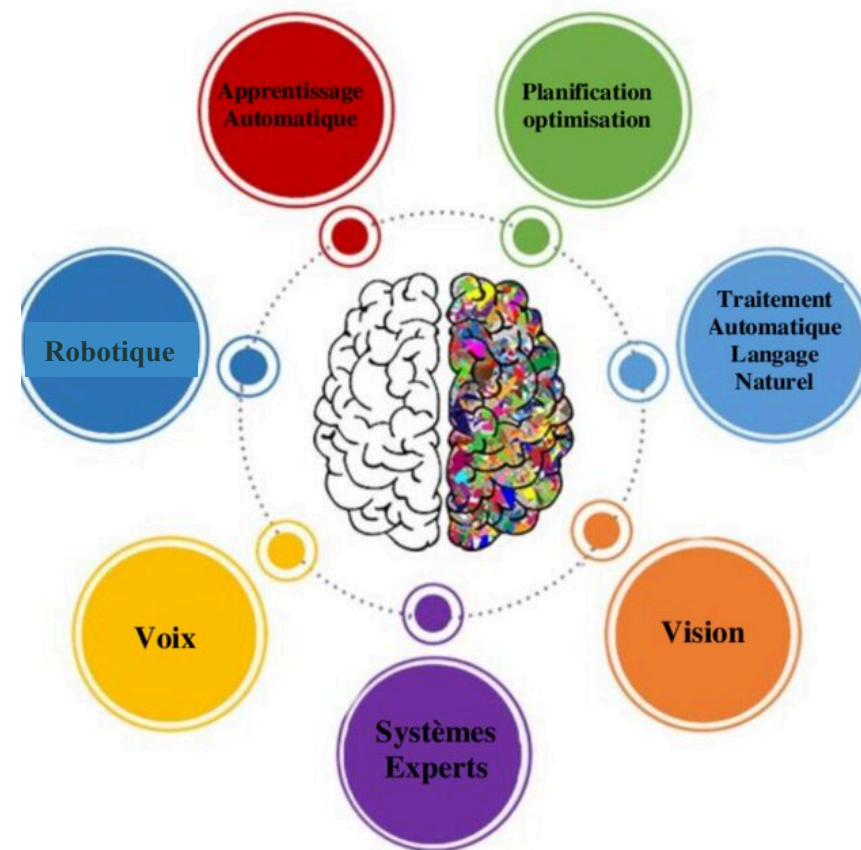 Apprentissage
Automatique
Planification
optimisation
Robotique
Traitement
Automatique
Langage
Naturel
Voix
Vision
Systèmes
Experts